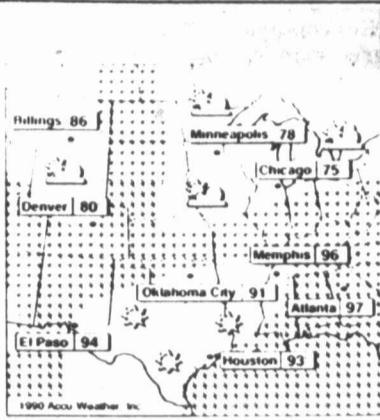 Billings 86
Minneapolis 78
Chicago 75
Denver 80
Memphis 96
Oklahoma City 91
Atlanta 97
El Paso 94
Houston 93
1990 Accu Weather Inc